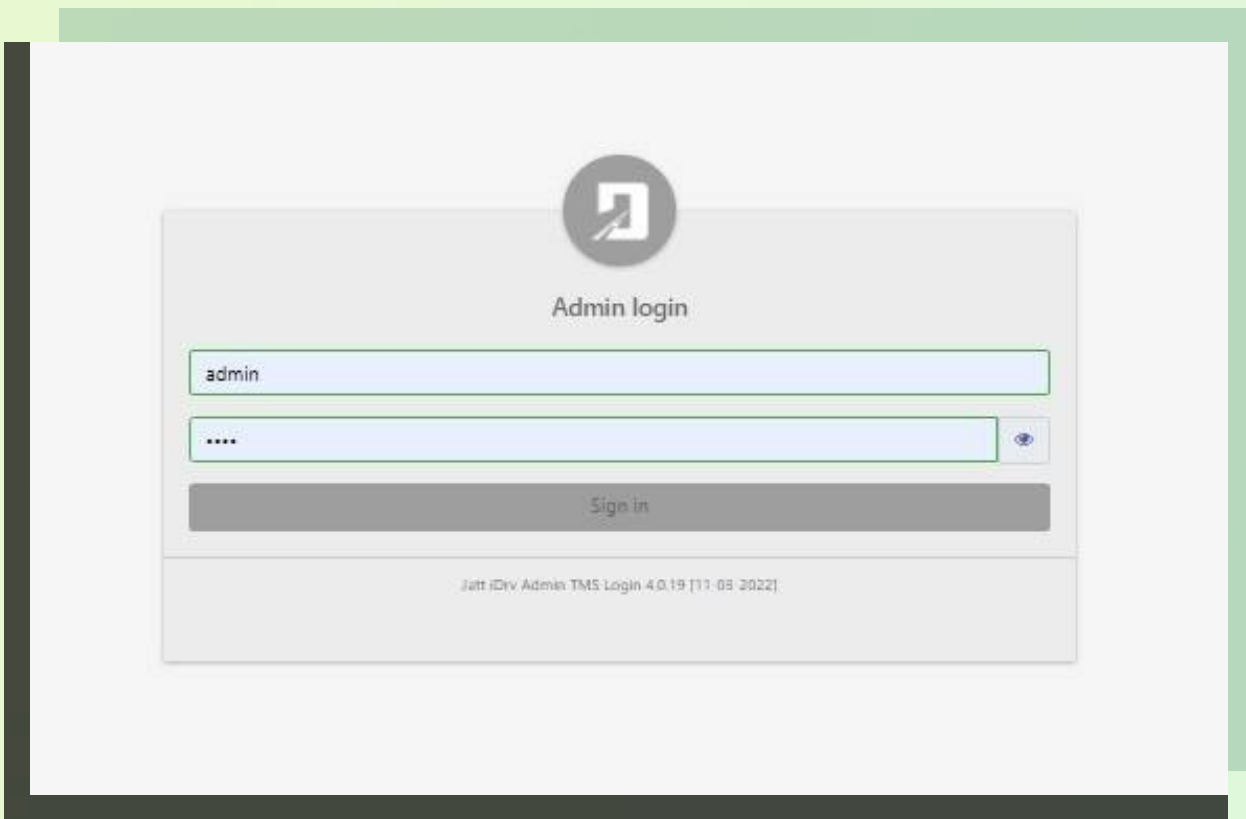 Admin login
admin
••••
Sign in
Jatt iDrv Admin TMS Login 4.0.19 [11-03-2022]